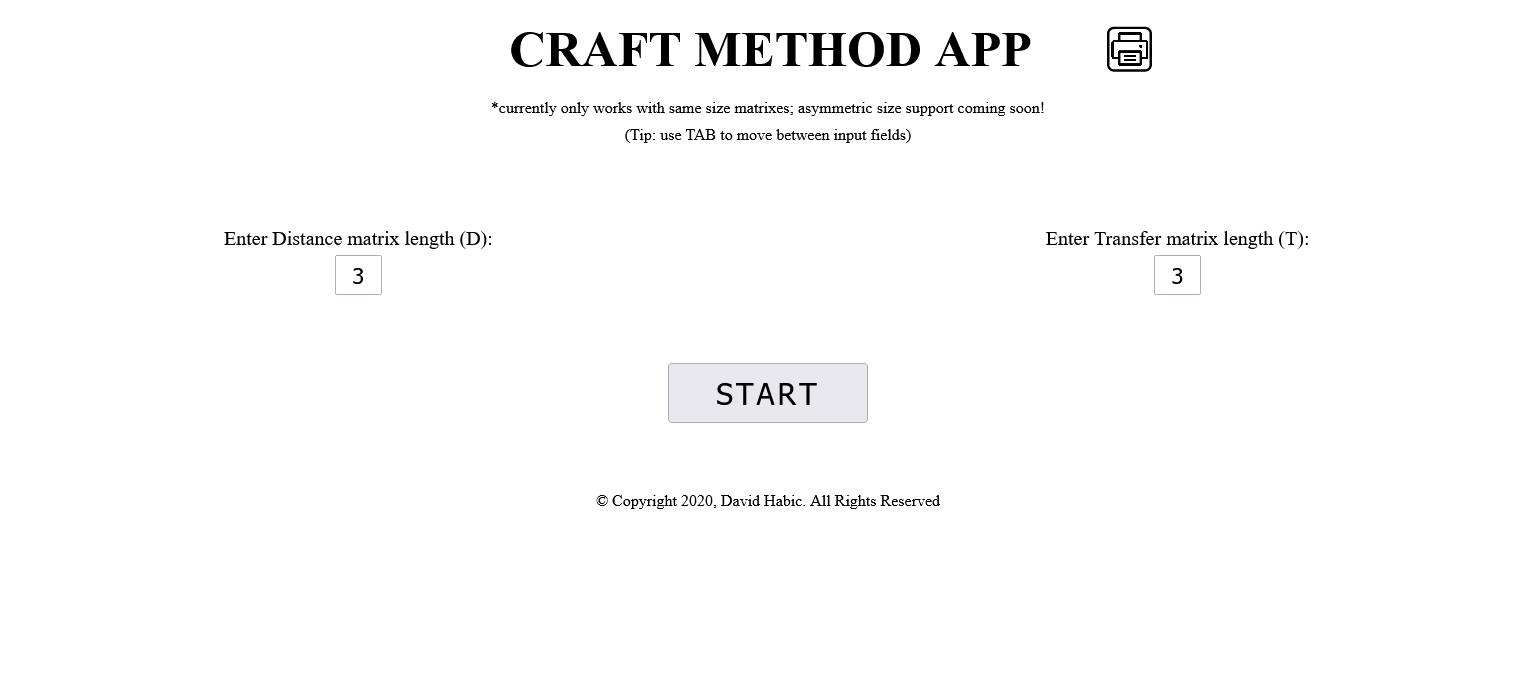 CRAFT METHOD APP
*currently only works with same size matrixes; asymmetric size support coming soon!
(Tip: use TAB to move between input fields)
Enter Distance matrix length (D):
3
Enter Transfer matrix length (T):
3
START
© Copyright 2020, David Habic. All Rights Reserved